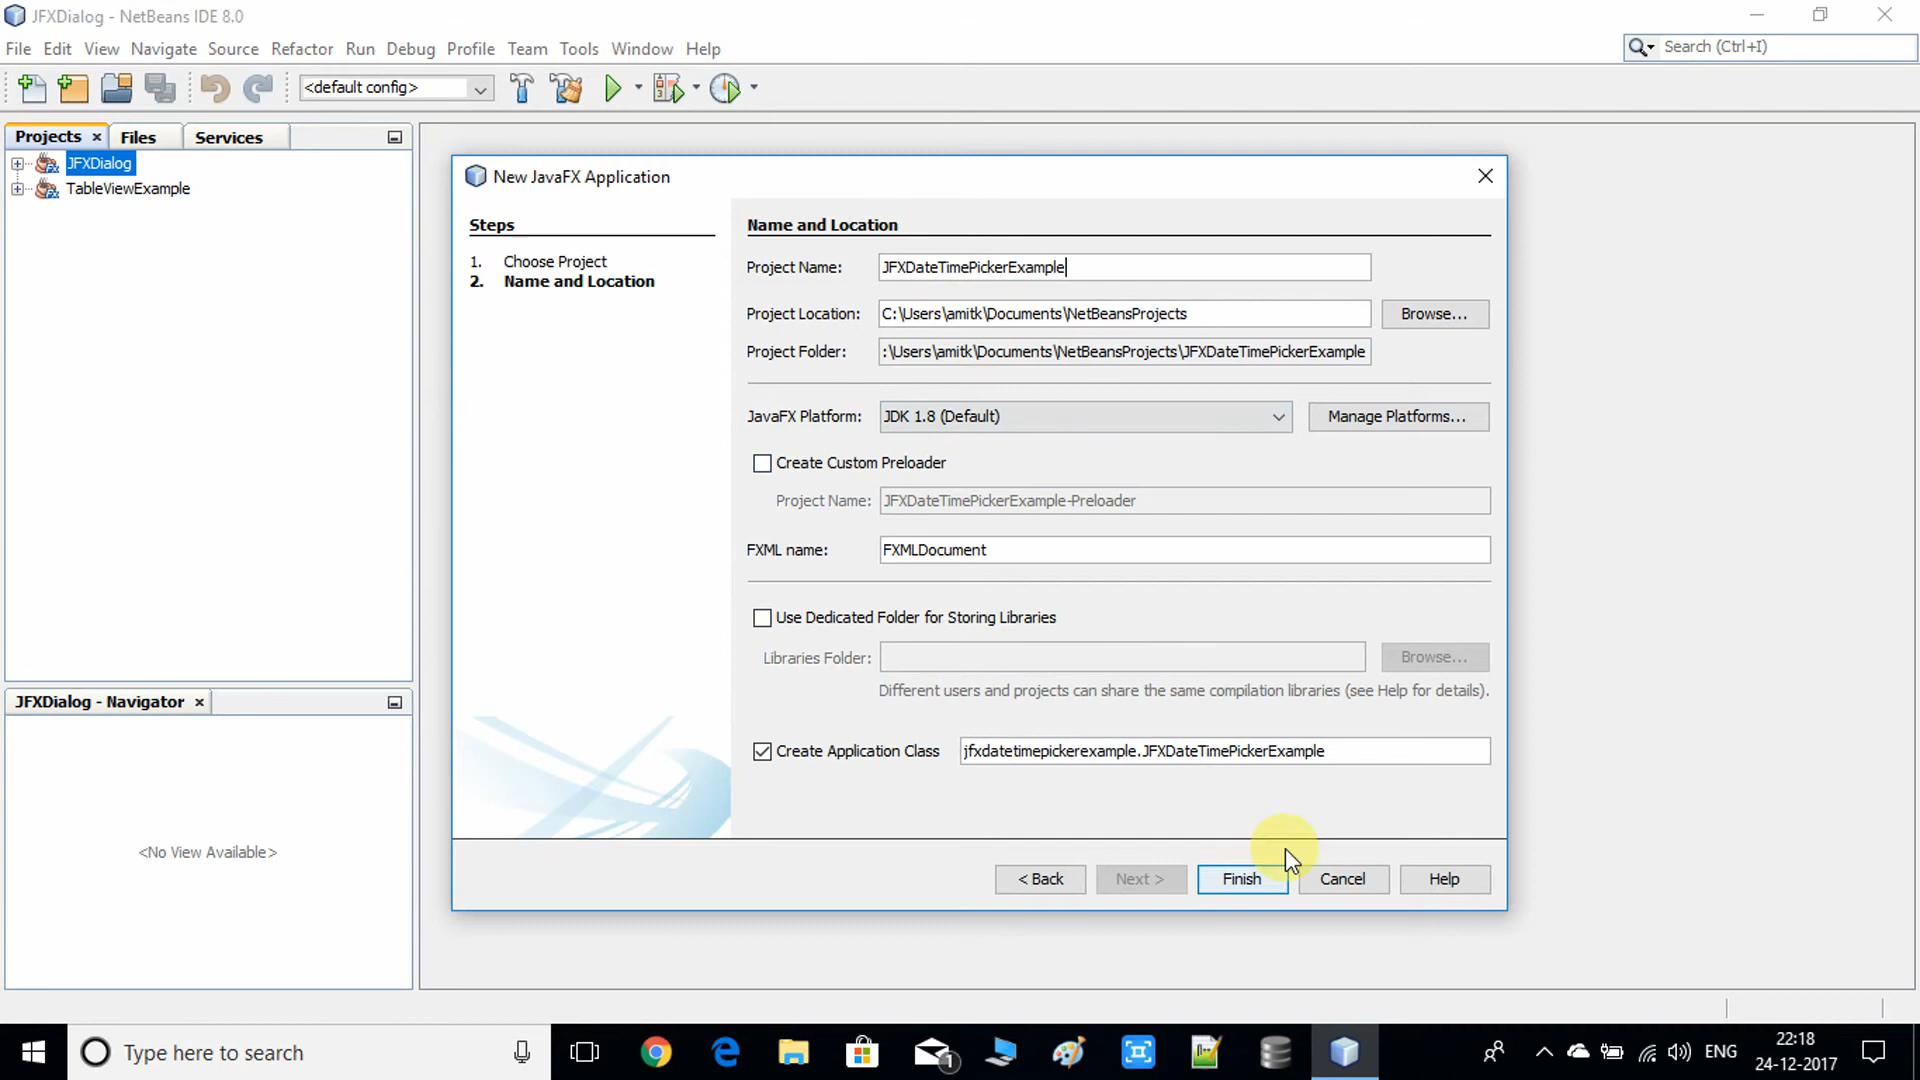 JFXDialog - NetBeans IDE 8.0
File Edit View Navigate Source Refactor Run Debug Profile Team Tools Window Help
Search (Ctrl+I)
<default config>
Projects Files Services
JFXDialog
TableViewExample
JFXDialog - Navigator
<No View Available>
New JavaFX Application
Steps
1. Choose Project
2. Name and Location
Name and Location
Project Name: JFXDateTimePickerExample
Project Location: C:\Users\amitk\Documents\NetBeansProjects Browse...
Project Folder: :\Users\amitk\Documents\NetBeansProjects\JFXDateTimePickerExample
JavaFX Platform: JDK 1.8 (Default) Manage Platforms...
Create Custom Preloader
Project Name: JFXDateTimePickerExample-Preloader
FXML name: FXMLDocument
Use Dedicated Folder for Storing Libraries
Libraries Folder: Browse...
Different users and projects can share the same compilation libraries (see Help for details).
Create Application Class jfxdatetimepickerexample.JFXDateTimePickerExample
< Back Next > Finish Cancel Help
Type here to search
1
ENG
22:18
24-12-2017